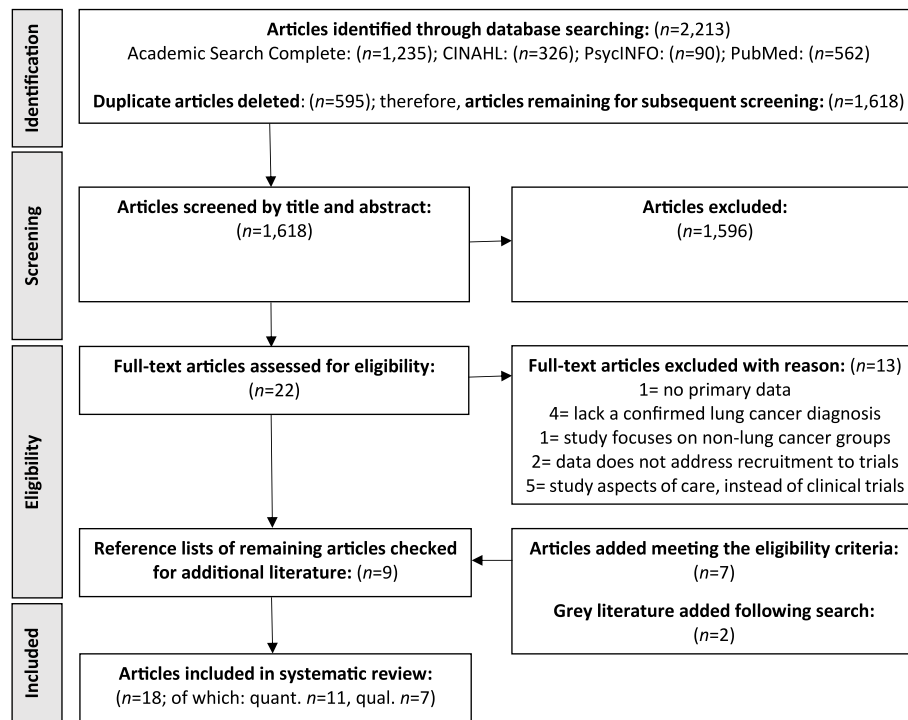 Identification
Articles identified through database searching: (n=2,213)
Academic Search Complete: (n=1,235); CINAHL: (n=326); PsycINFO: (n=90); PubMed: (n=562)
Duplicate articles deleted: (n=595); therefore, articles remaining for subsequent screening: (n=1,618)
Screening
Articles screened by title and abstract:
(n=1,618)
Articles excluded:
(n=1,596)
Eligibility
Full-text articles assessed for eligibility:
(n=22)
Full-text articles excluded with reason: (n=13)
1= no primary data
4= lack a confirmed lung cancer diagnosis
1= study focuses on non-lung cancer groups
2= data does not address recruitment to trials
5= study aspects of care, instead of clinical trials
Reference lists of remaining articles checked
for additional literature: (n=9)
Articles added meeting the eligibility criteria:
(n=7)
Grey literature added following search:
(n=2)
Included
Articles included in systematic review:
(n=18; of which: quant. n=11, qual. n=7)